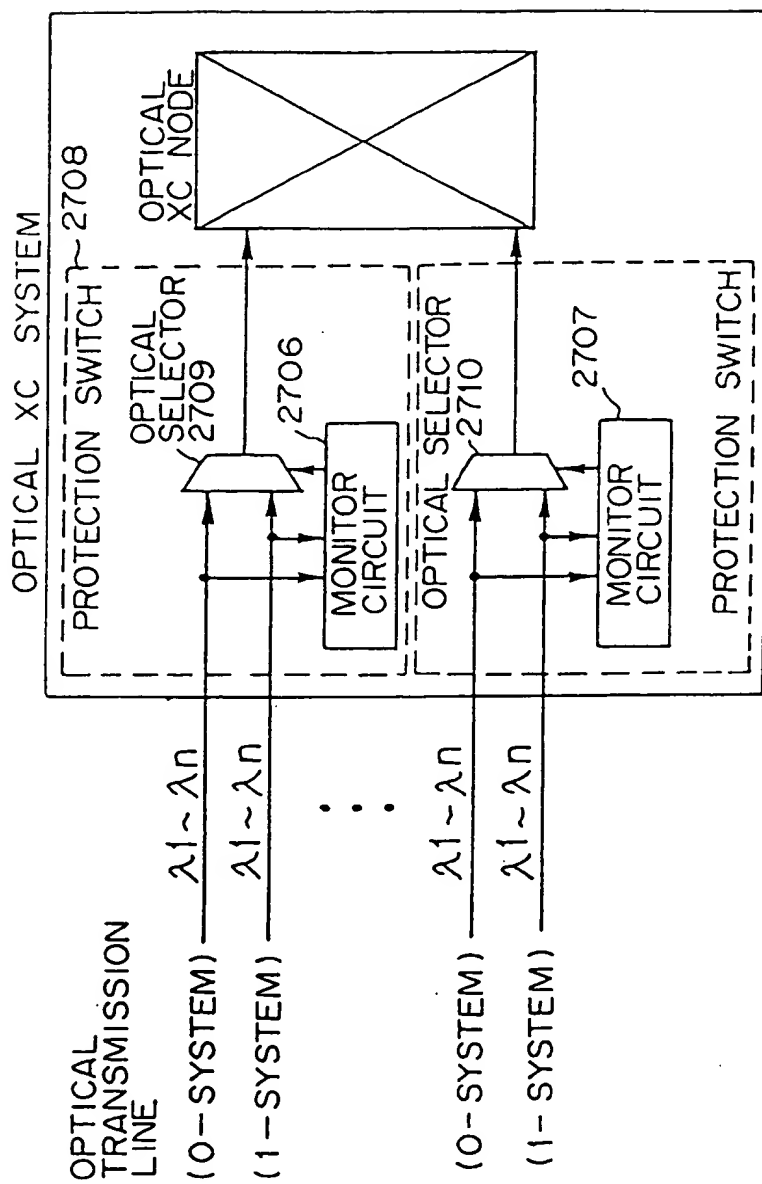 OPTICAL XC SYSTEM
PROTECTION SWITCH
2708
OPTICAL
XC NODE
OPTICAL
SELECTOR
2709
2706
MONITOR
CIRCUIT
OPTICAL SELECTOR
2710
2707
MONITOR
CIRCUIT
PROTECTION SWITCH
OPTICAL
TRANSMISSION
LINE
(0-SYSTEM)
λ1~λn
(1-SYSTEM)
λ1~λn
(0-SYSTEM)
λ1~λn
(1-SYSTEM)
λ1~λn